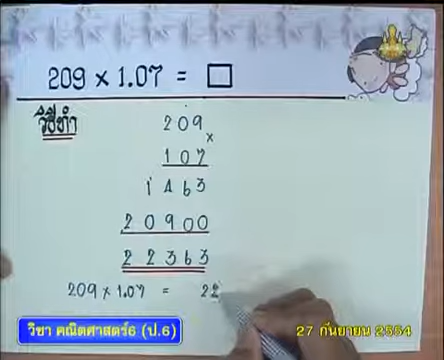 209 × 1.07 = □
วิธีทำ
209
×
107
1463
20900
22363
209 × 1.07 = 22
วิชา คณิตศาสตร์6 (ป.6)
27 กันยายน 2554